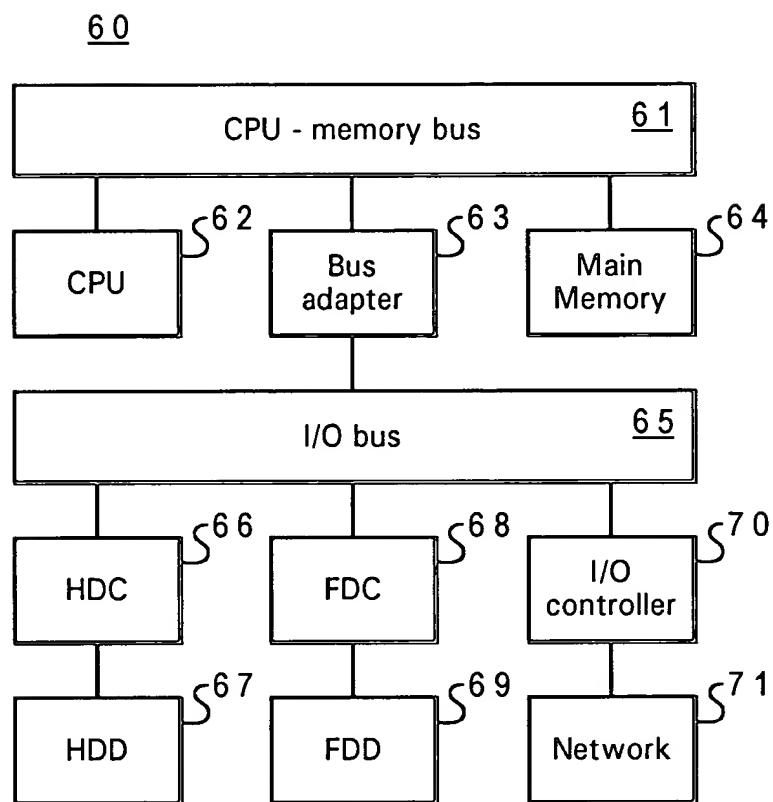 60
CPU - memory bus 61
62 63 64
CPU Bus adapter Main Memory
I/O bus 65
66 68 70
HDC FDC I/O controller
67 69 71
HDD FDD Network